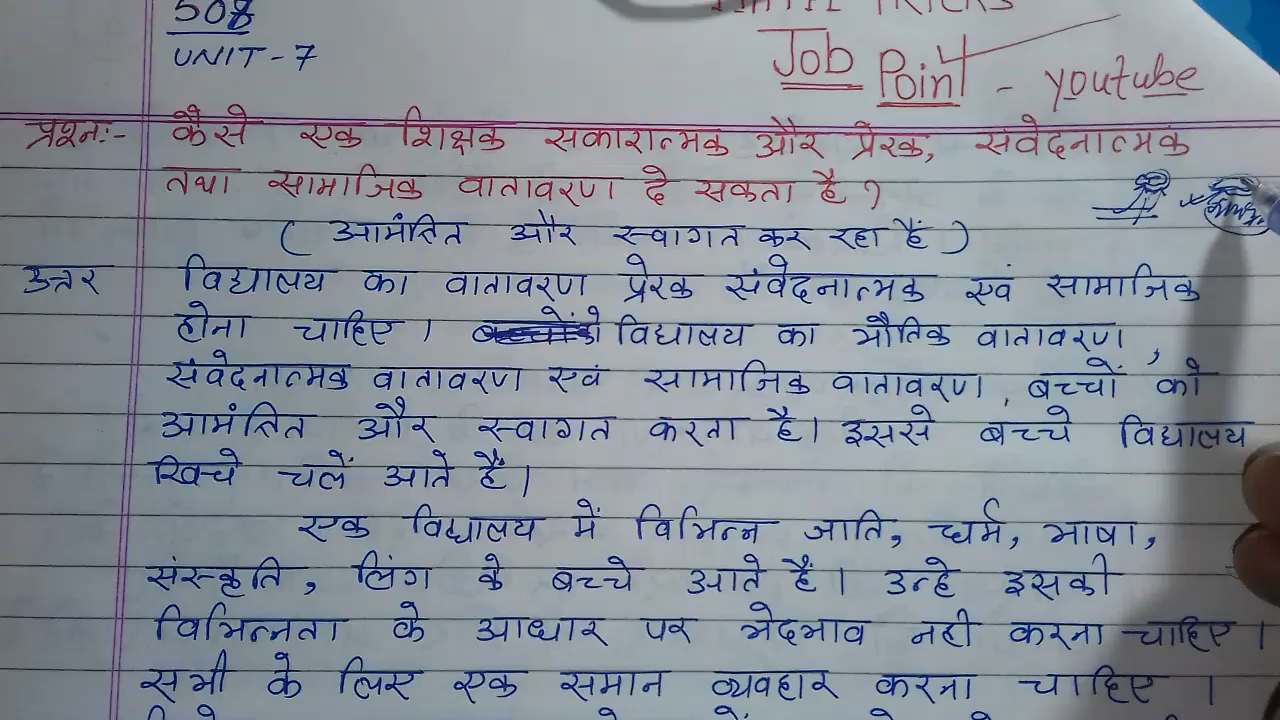 508
UNIT-7
Job Point - youtube
प्रश्न:- कैसे एक शिक्षक सकारात्मक और प्रेरक, संवेदनात्मक
तथा सामाजिक वातावरण दे सकता है?
(आमंतित और स्वागत कर रहा हैं)
उत्तर विद्यालय का वातावरण प्रेरक संवेदनात्मक एवं सामाजिक
होना चाहिए। विद्यालय का भौतिक वातावरण,
संवेदनात्मक वातावरण एवं सामाजिक वातावरण, बच्चों को
आमंतित और स्वागत करता है। इससे बच्चे विद्यालय
खिचे चलें आते हैं।
एक विद्यालय में विभिन्न जाति, धर्म, भाषा,
संस्कृति, लिंग के बच्चे आते हैं। उन्हे इसकी
विभिन्नता के आधार पर भेदभाव नही करना चाहिए।
सभी के लिए एक समान व्यवहार करना चाहिए।